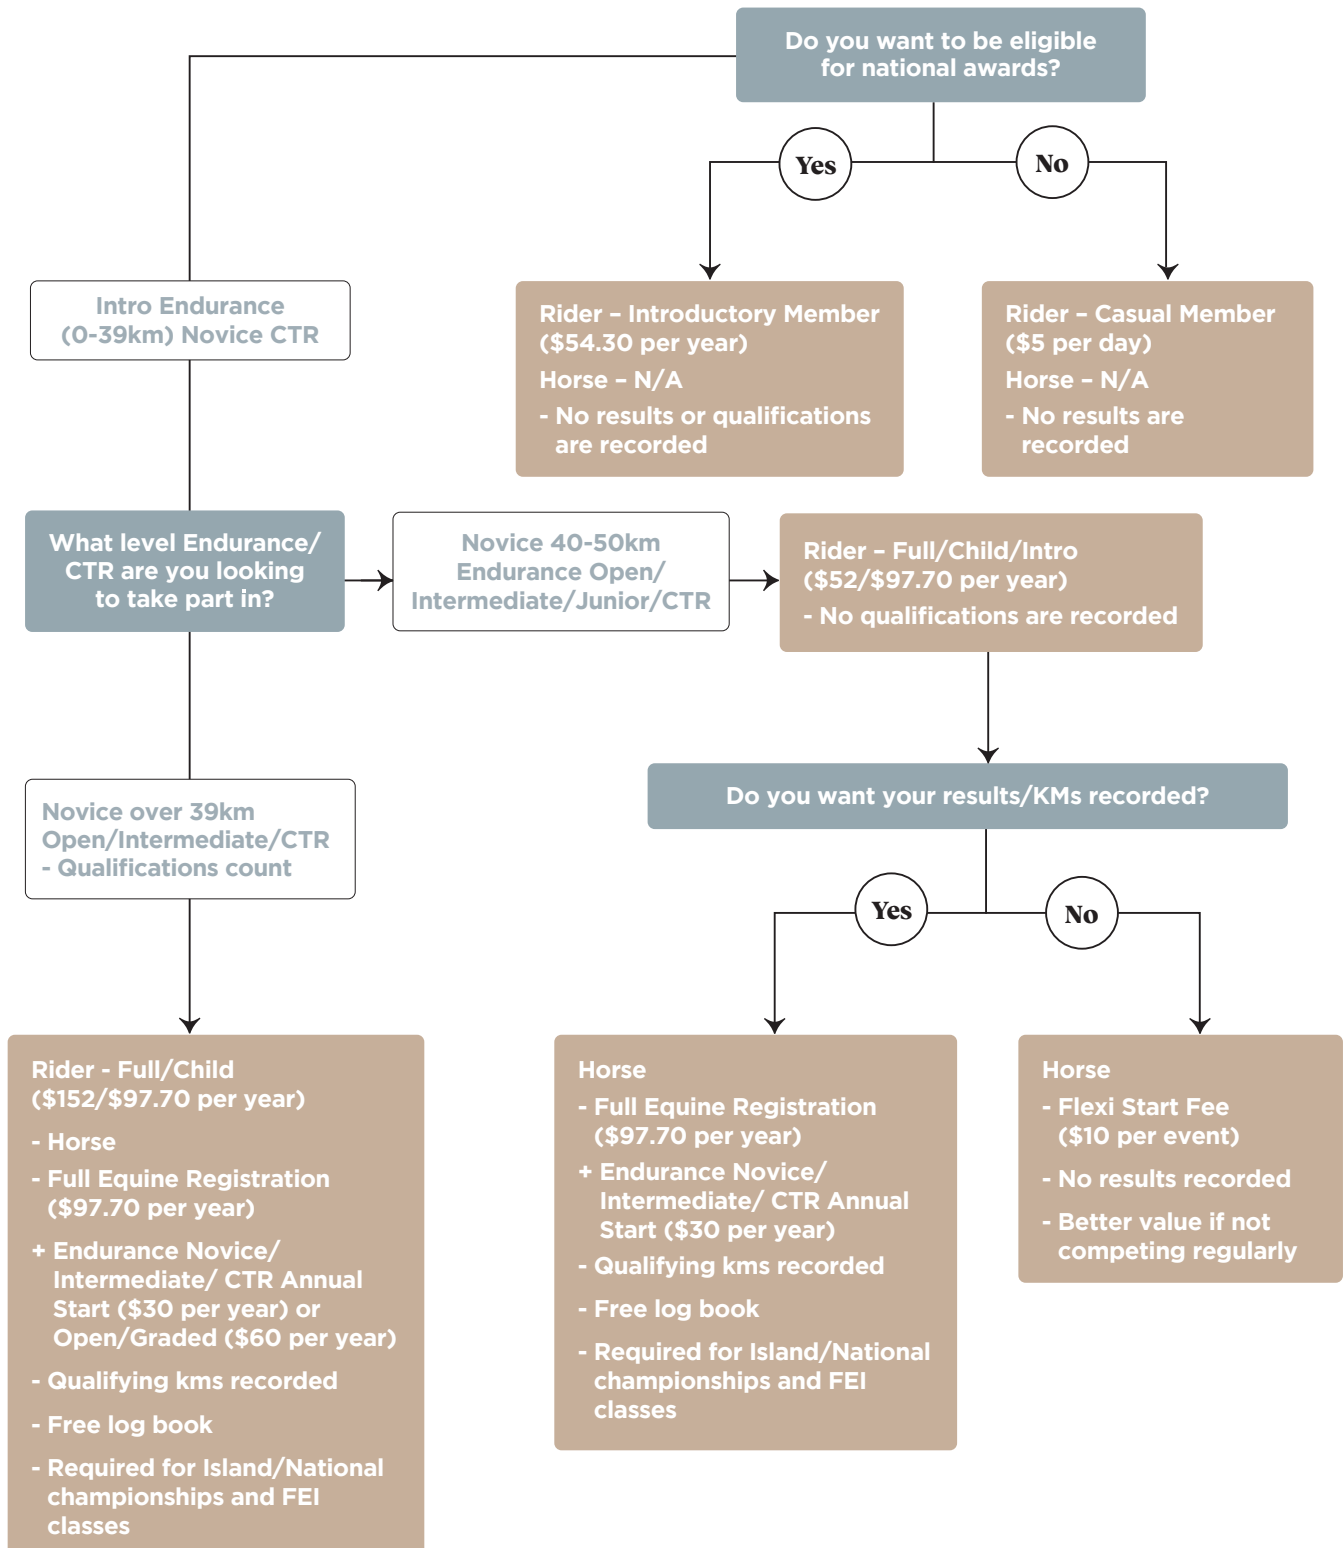 Do you want to be eligible
for national awards?
Yes
No
Intro Endurance
(0-39km) Novice CTR
Rider – Introductory Member
($54.30 per year)
Horse – N/A
- No results or qualifications
are recorded
Rider – Casual Member
($5 per day)
Horse – N/A
- No results are
recorded
What level Endurance/
CTR are you looking
to take part in?
Novice 40-50km
Endurance Open/
Intermediate/Junior/CTR
Rider – Full/Child/Intro
($52/$97.70 per year)
- No qualifications are recorded
Do you want your results/KMs recorded?
Novice over 39km
Open/Intermediate/CTR
- Qualifications count
Yes
No
Rider - Full/Child
($152/$97.70 per year)
- Horse
- Full Equine Registration
($97.70 per year)
+ Endurance Novice/
Intermediate/ CTR Annual
Start ($30 per year) or
Open/Graded ($60 per year)
- Qualifying kms recorded
- Free log book
- Required for Island/National
championships and FEI
classes
Horse
- Full Equine Registration
($97.70 per year)
+ Endurance Novice/
Intermediate/ CTR Annual
Start ($30 per year)
- Qualifying kms recorded
- Free log book
- Required for Island/National
championships and FEI
classes
Horse
- Flexi Start Fee
($10 per event)
- No results recorded
- Better value if not
competing regularly